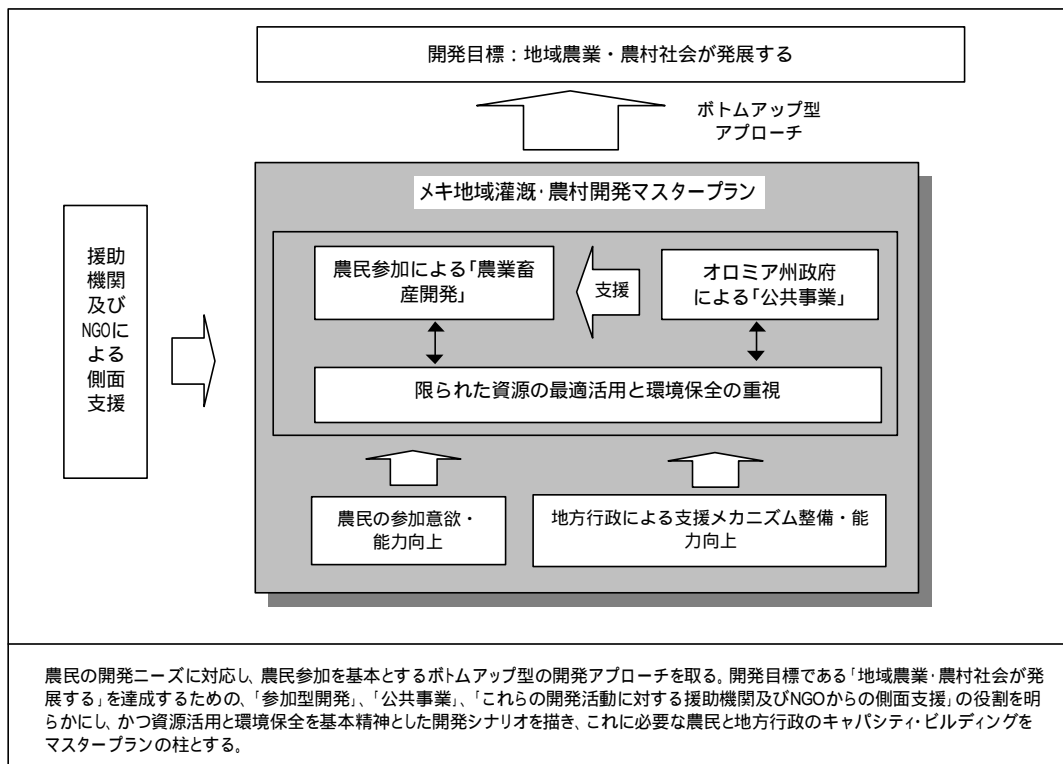 開発目標：地域農業・農村社会が発展する
ボトムアップ型
アプローチ
メキ地域灌漑・農村開発マスタープラン
援助
機関
及び
NGOに
よる
側面
支援
農民参加による「農業畜
産開発」
支援
オロミア州政府
による「公共事業」
限られた資源の最適活用と環境保全の重視
農民の参加意欲・
能力向上
地方行政による支援メカニズム整備・能
力向上
農民の開発ニーズに対応し、農民参加を基本とするボトムアップ型の開発アプローチを取る。開発目標である「地域農業・農村社会が発
展する」を達成するための、「参加型開発」、「公共事業」、「これらの開発活動に対する援助機関及びNGOからの側面支援」の役割を明
らかにし、かつ資源活用と環境保全を基本精神とした開発シナリオを描き、これに必要な農民と地方行政のキャパシティ・ビルディングを
マスタープランの柱とする。